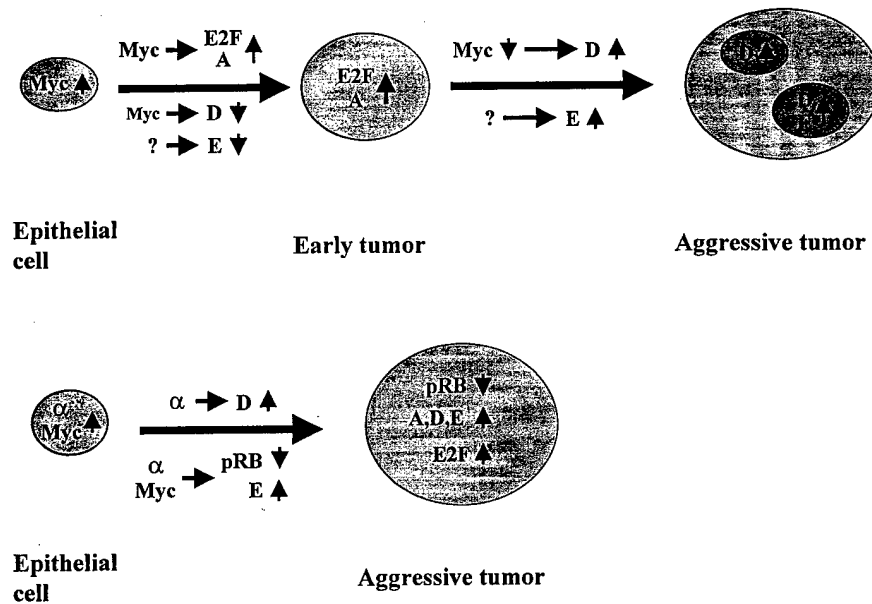 Myc E2F
A
Myc
Myc D
? E
E2F
A
Myc D
? E
D
Epithelial
cell
Early tumor
Aggressive tumor
α
Myc
α D
α
Myc pRB
E
pRB
A,D,E
E2F
Epithelial
cell
Aggressive tumor